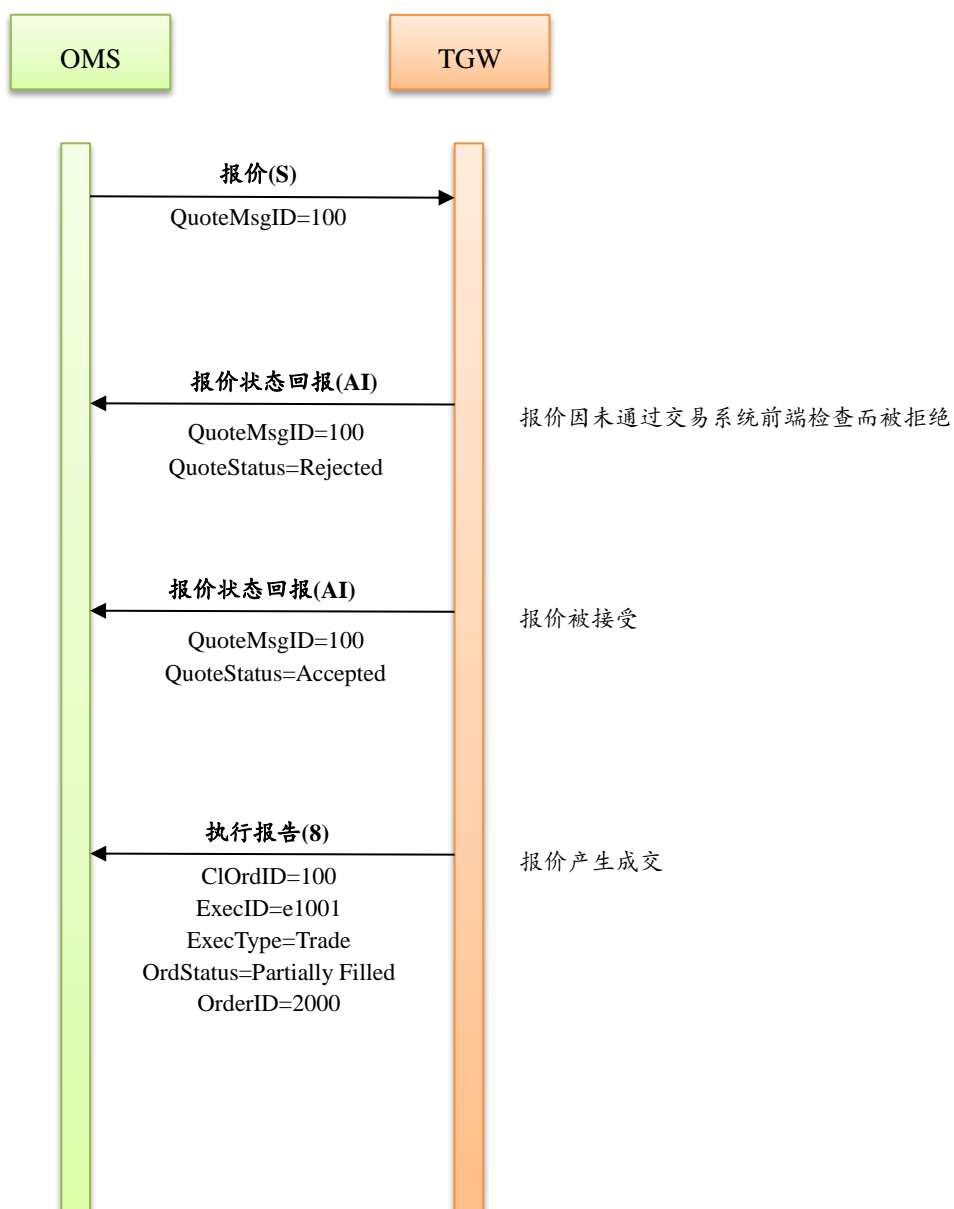 OMS
TGW
报价(S)
QuoteMsgID=100
报价状态回报(AI)
QuoteMsgID=100
QuoteStatus=Rejected
报价因未通过交易系统前端检查而被拒绝
报价状态回报(AI)
QuoteMsgID=100
QuoteStatus=Accepted
报价被接受
执行报告(8)
ClOrdID=100
ExecID=e1001
ExecType=Trade
OrdStatus=Partially Filled
OrderID=2000
报价产生成交